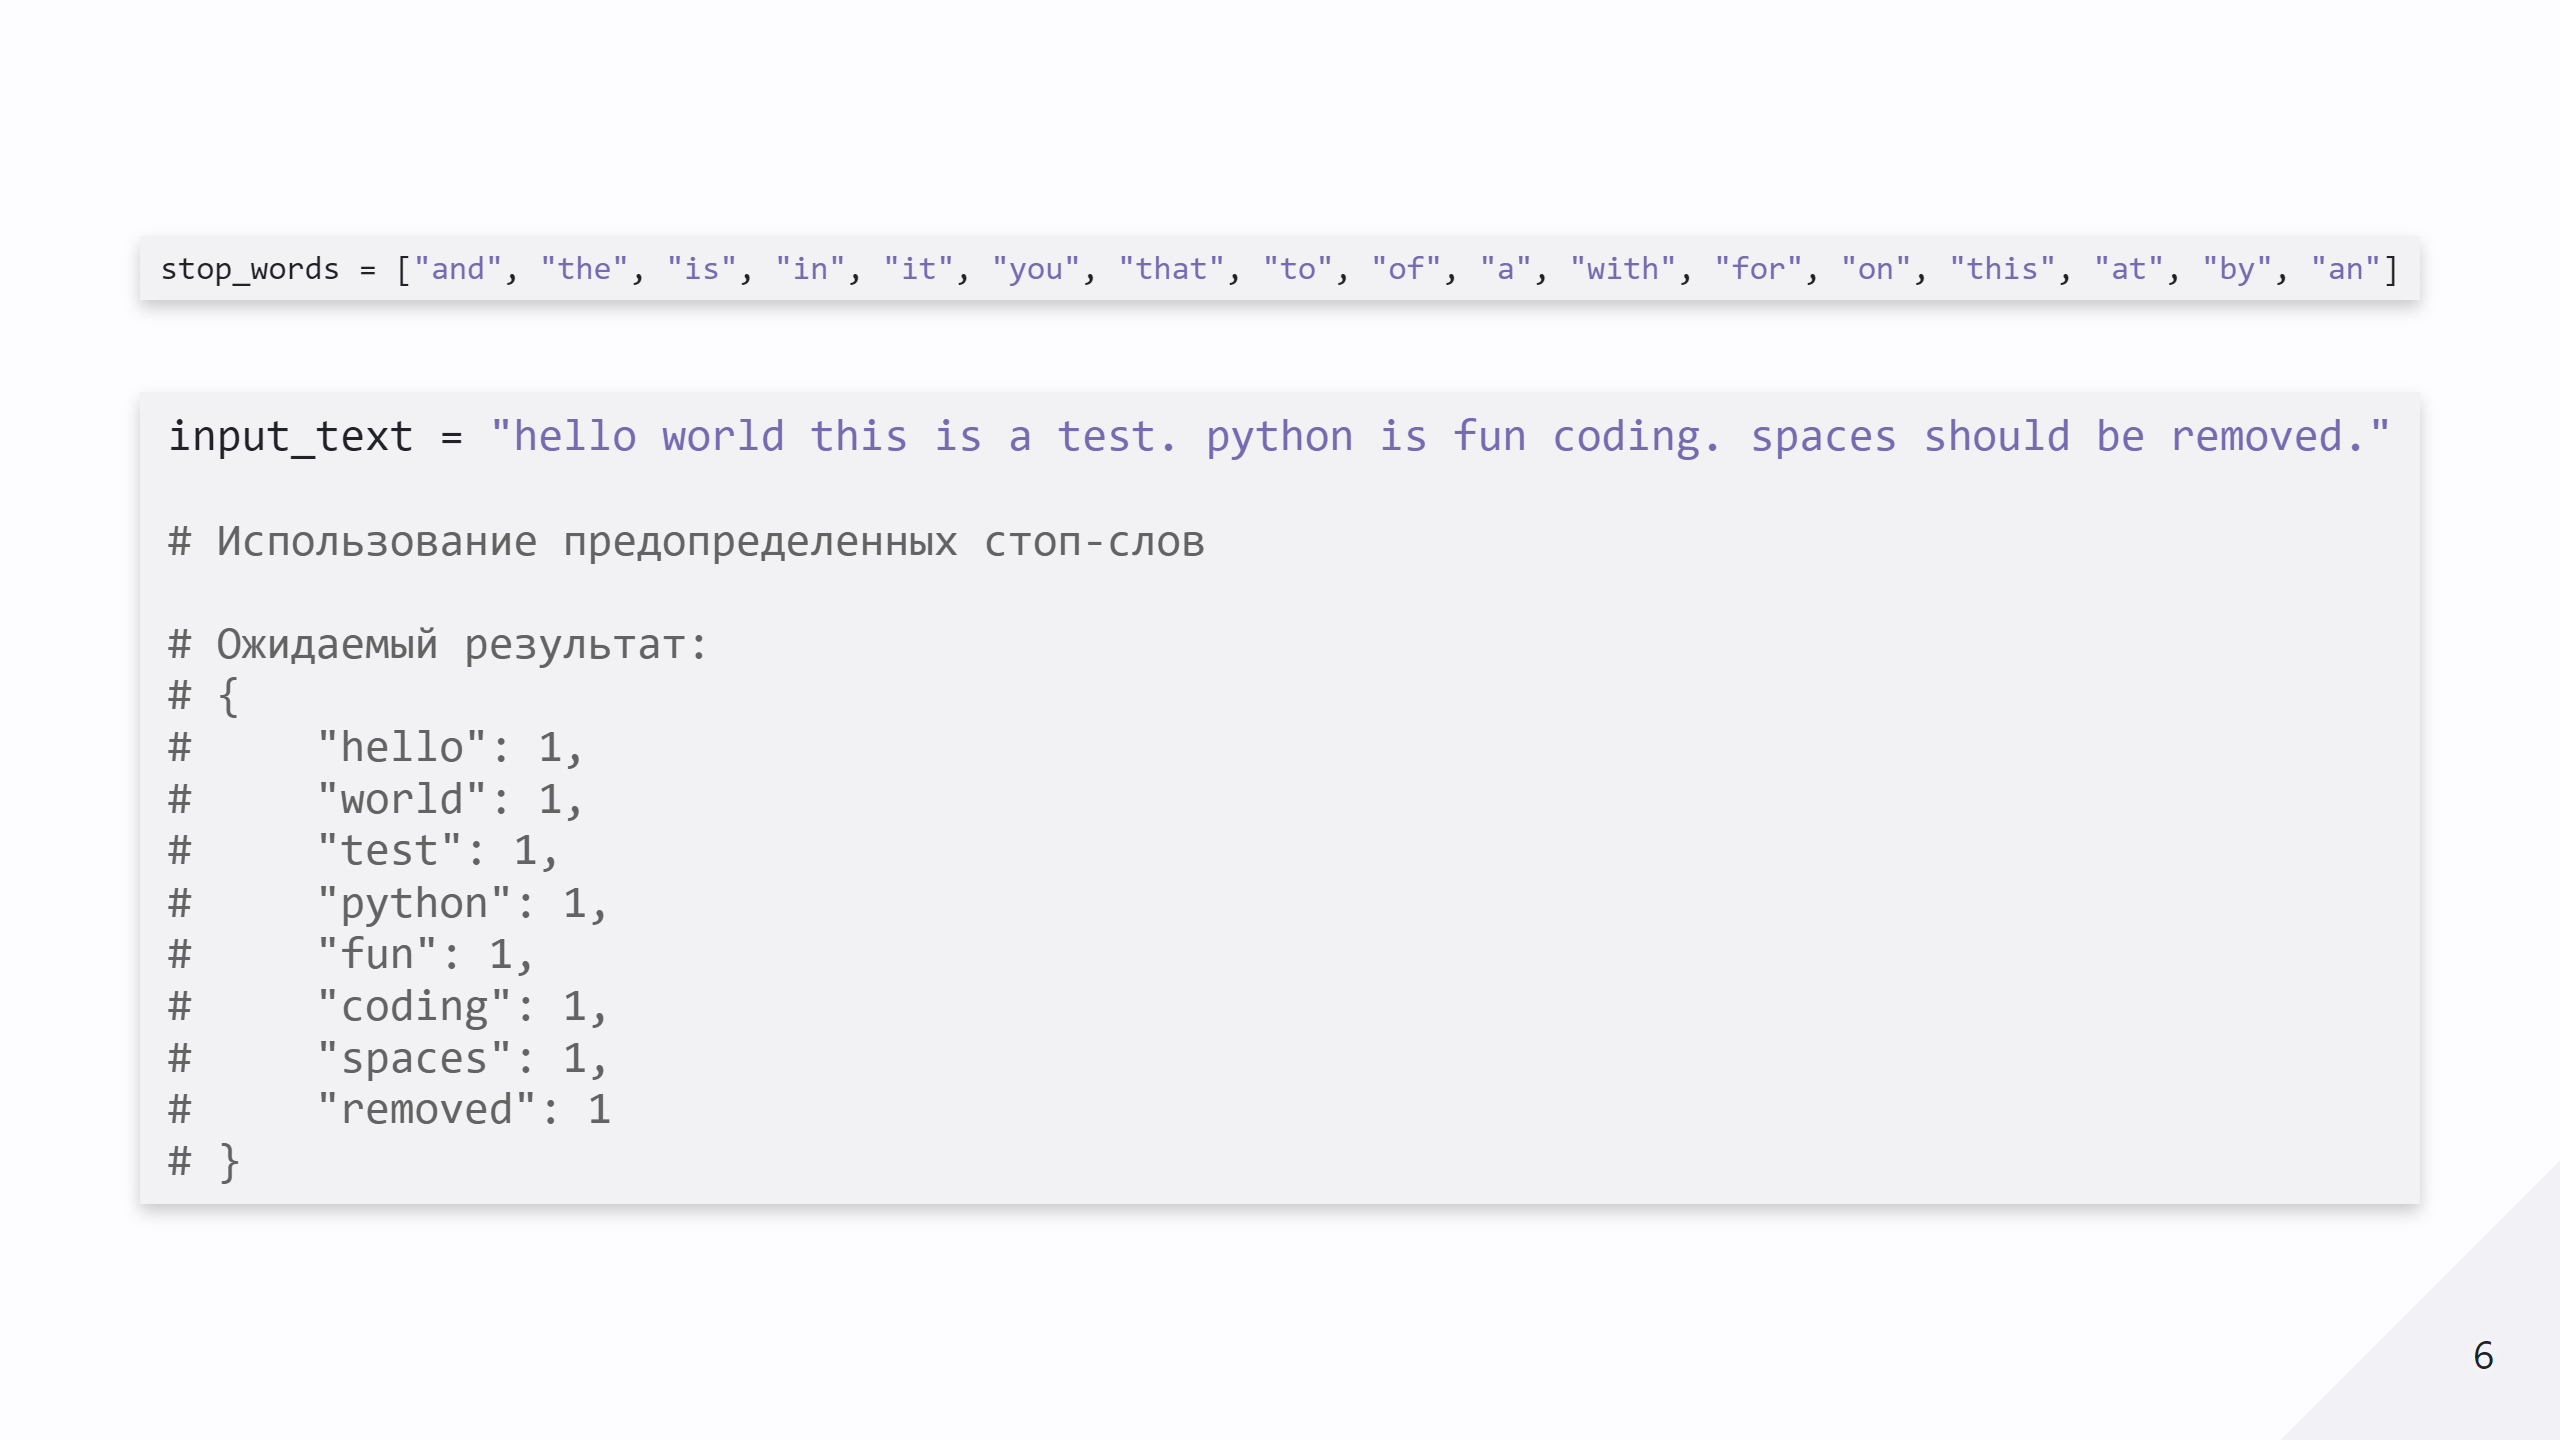 stop_words = ["and", "the", "is", "in", "it", "you", "that", "to", "of", "a", "with", "for", "on", "this", "at", "by", "an"]
input_text = "hello world this is a test. python is fun coding. spaces should be removed."
# Использование предопределенных стоп-слов
# Ожидаемый результат:
# {
#     "hello": 1,
#     "world": 1,
#     "test": 1,
#     "python": 1,
#     "fun": 1,
#     "coding": 1,
#     "spaces": 1,
#     "removed": 1
# }
6